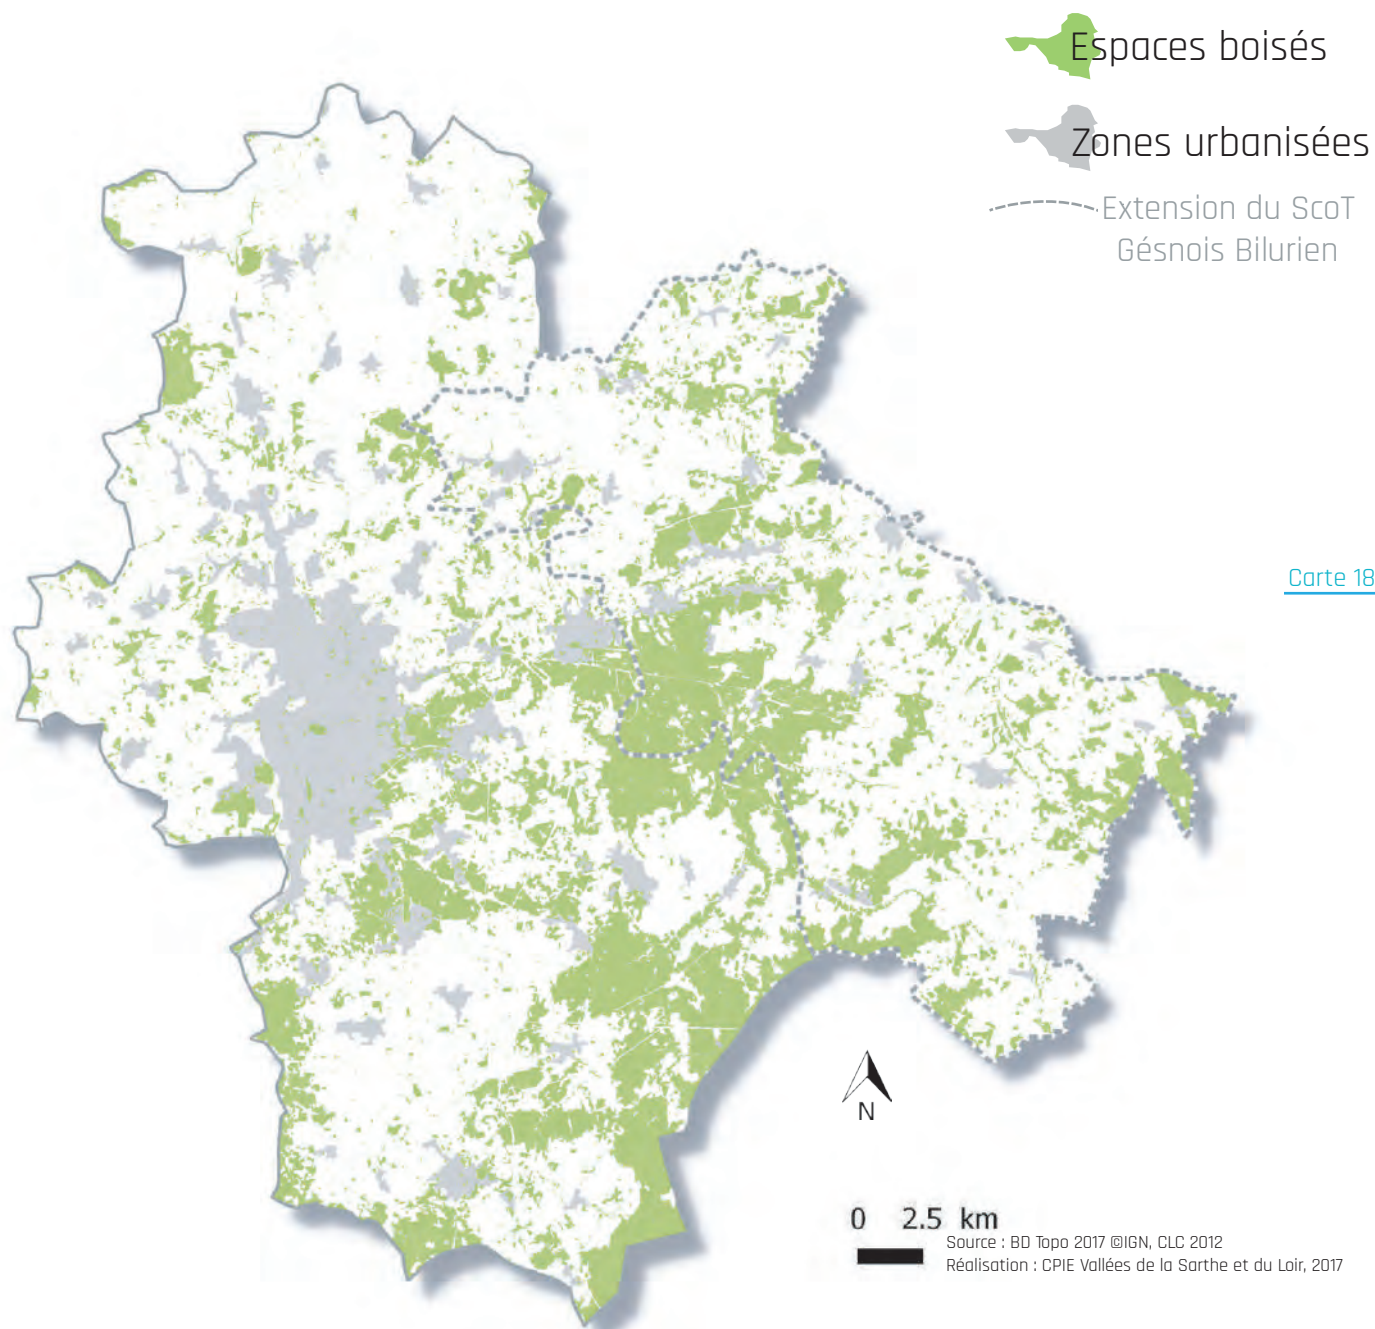 Espaces boisés
Zones urbanisées
Extension du ScoT
Gésnois Bilurien
Carte 18
N
0 2.5 km
Source : BD Topo 2017 ©IGN, CLC 2012
Réalisation : CPIE Vallées de la Sarthe et du Loir, 2017